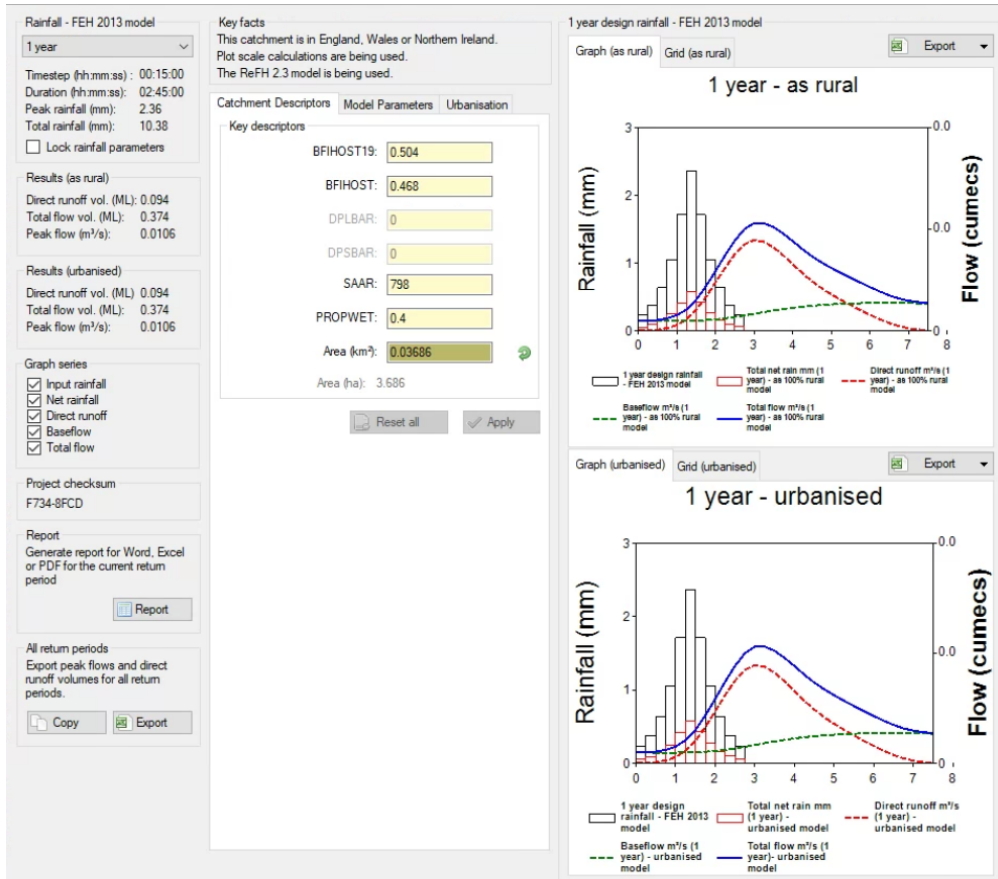 Rainfall - FEH 2013 model
1 year
Timestep (hh:mm:ss) : 00:15:00
Duration (hh:mm:ss): 02:45:00
Peak rainfall (mm): 2.36
Total rainfall (mm): 10.38
Lock rainfall parameters
Results (as rural)
Direct runoff vol. (ML): 0.094
Total flow vol. (ML): 0.374
Peak flow (m³/s): 0.0106
Results (urbanised)
Direct runoff vol. (ML) 0.094
Total flow vol. (ML): 0.374
Peak flow (m³/s): 0.0106
Graph series
Input rainfall
Net rainfall
Direct runoff
Baseflow
Total flow
Project checksum
F734-8FCD
Report
Generate report for Word, Excel
or PDF for the current return
period
Report
All return periods
Export peak flows and direct
runoff volumes for all return
periods.
Copy Export
Key facts
This catchment is in England, Wales or Northern Ireland.
Plot scale calculations are being used.
The ReFH 2.3 model is being used.
Catchment Descriptors Model Parameters Urbanisation
Key descriptors
BFIHOST19: 0.504
BFIHOST: 0.468
DPLBAR: 0
DPSBAR: 0
SAAR: 798
PROPWET: 0.4
Area (km²): 0.03686
Area (ha): 3.686
Reset all Apply
1 year design rainfall - FEH 2013 model
Graph (as rural) Grid (as rural) Export
1 year - as rural
Rainfall (mm)
3
2
1
0
0 1 2 3 4 5 6 7 8
0.0
0.0
0
Flow (cumecs)
1 year design rainfall
- FEH 2013
model
Total net rain mm (1
year) - as 100% rural
model
Direct runoff m³/s (1
year) - as 100% rural
model
Baseflow m³/s (1
year) - as 100% rural
model
Total flow m³/s (1
year) - as 100% rural
model
Graph (urbanised) Grid (urbanised) Export
1 year - urbanised
Rainfall (mm)
3
2
1
0
0 1 2 3 4 5 6 7 8
0.0
0.0
0
Flow (cumecs)
1 year design
rainfall - FEH 2013
model
Total net rain mm
(1 year) -
urbanised model
Direct runoff m³/s
(1 year) -
urbanised model
Baseflow m³/s (1
year) - urbanised
model
Total flow m³/s (1
year)- urbanised
model